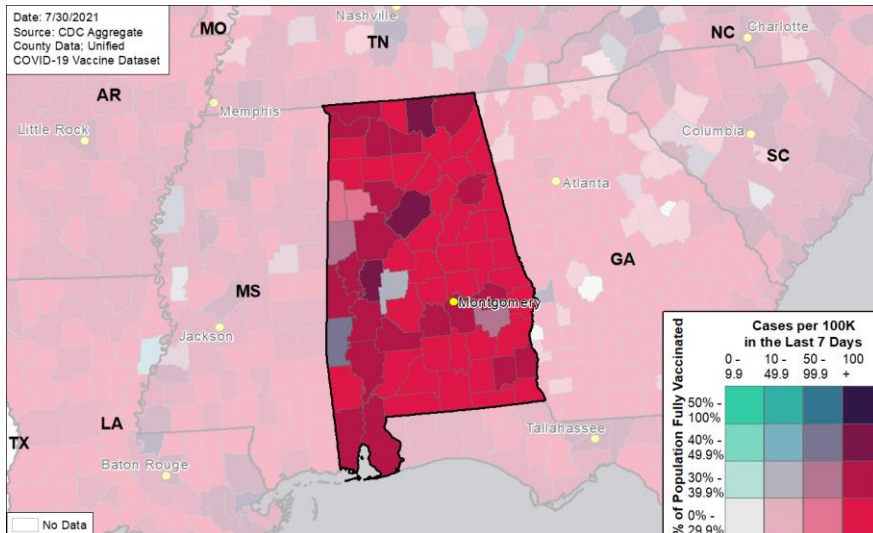 Date: 7/30/2021
Source: CDC Aggregate
County Data; Unified
COVID-19 Vaccine Dataset
Nashville
MO
TN
NC
Charlotte
AR
Memphis
Little Rock
Columbia
SC
Atlanta
GA
MS
Montgomery
Jackson
LA
TX
Tallahassee
Baton Rouge
No Data
Cases per 100K
in the Last 7 Days
0 - 10 - 50 - 100
9.9 49.9 99.9 +
% of Population Fully Vaccinated
50% -
100%
40% -
49.9%
30% -
39.9%
0% -
29.9%